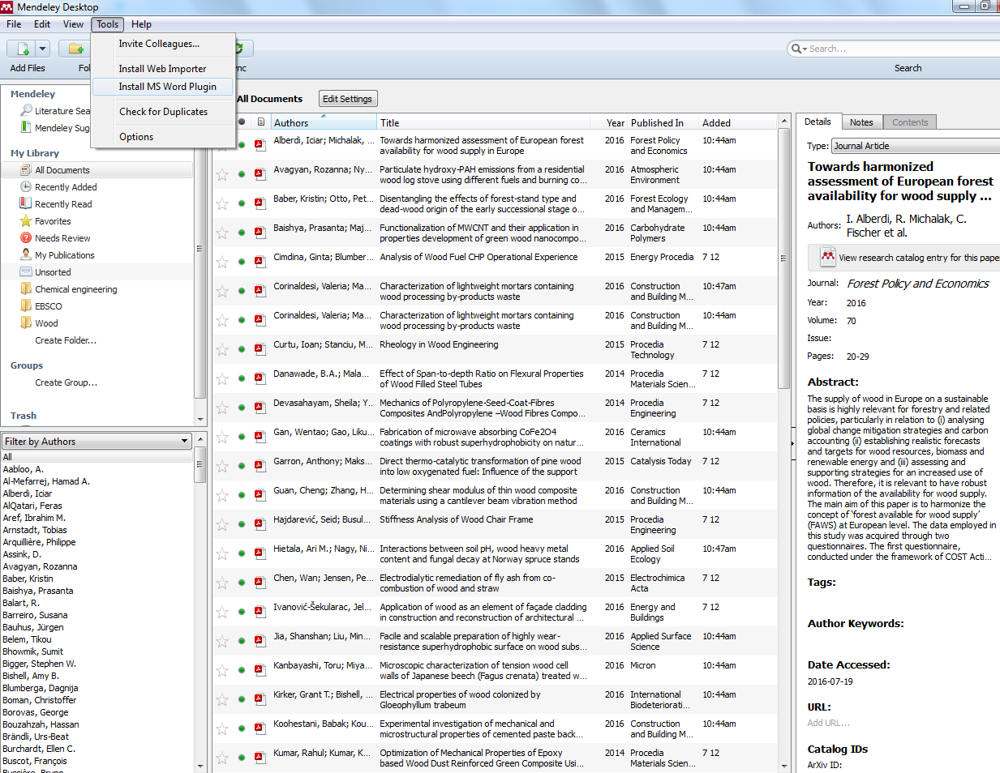 Mendeley Desktop
File Edit View Tools Help
Invite Colleagues...
Install Web Importer
Install MS Word Plugin
Check for Duplicates
Options
Add Files
Search...
Search
Mendeley
Literature Sea
Mendeley Sug
My Library
All Documents
Recently Added
Recently Read
Favorites
Needs Review
My Publications
Unsorted
Chemical engineering
EBSCO
Wood
Create Folder...
Groups
Create Group...
Trash
Filter by Authors
All
Aabloo, A.
Al-Mefarrej, Hamad A.
Alberdi, Iciar
AlQatari, Feras
Aref, Ibrahim M.
Arnstadt, Tobias
Arquillière, Philippe
Assink, D.
Avagyan, Rozanna
Baber, Kristin
Baishya, Prasanta
Balart, R.
Barreiro, Susana
Bauhus, Jürgen
Belem, Tikou
Bhowmik, Sumit
Bigger, Stephen W.
Bishell, Amy B.
Blumberga, Dagnija
Boman, Christoffer
Borovas, George
Bouzahzah, Hassan
Brändli, Urs-Beat
Burchardt, Ellen C.
Buscot, François
All Documents Edit Settings
Authors Title Year Published In Added
Alberdi, Iciar; Michalak, ... Towards harmonized assessment of European forest 2016 Forest Policy 10:44am
availability for wood supply in Europe and Economics
Avagyan, Rozanna; Ny... Particulate hydroxy-PAH emissions from a residential 2016 Atmospheric 10:44am
wood log stove using different fuels and burning co... Environment
Baber, Kristin; Otto, Pet... Disentangling the effects of forest-stand type and 2016 Forest Ecology 10:44am
dead-wood origin of the early successional stage o... and Managem...
Baishya, Prasanta; Maj... Functionalization of MWCNT and their application in 2016 Carbohydrate 10:44am
properties development of green wood nanocompo... Polymers
Cimdina, Ginta; Blumber... Analysis of Wood Fuel CHP Operational Experience 2015 Energy Procedia 7 12
Corinaldesi, Valeria; Ma... Characterization of lightweight mortars containing 2016 Construction 10:47am
wood processing by-products waste and Building M...
Corinaldesi, Valeria; Ma... Characterization of lightweight mortars containing 2016 Construction 10:44am
wood processing by-products waste and Building M...
Curtu, Ioan; Stanciu, M... Rheology in Wood Engineering 2015 Procedia 7 12
Technology
Danawade, B.A.; Mala... Effect of Span-to-depth Ratio on Flexural Properties 2014 Procedia 7 12
of Wood Filled Steel Tubes Materials Scien...
Devasahayam, Sheila; Y... Mechanics of Polypropylene-Seed-Coat-Fibres 2014 Procedia 7 12
Composites AndPolypropylene –Wood Fibres Compo... Engineering
Gan, Wentao; Gao, Liku... Fabrication of microwave absorbing CoFe2O4 2016 Ceramics 10:44am
coatings with robust superhydrophobicity on natur... International
Garron, Anthony; Maks... Direct thermo-catalytic transformation of pine wood 2015 Catalysis Today 7 12
into low oxygenated fuel: Influence of the support
Guan, Cheng; Zhang, H... Determining shear modulus of thin wood composite 2016 Construction 10:44am
materials using a cantilever beam vibration method and Building M...
Hajdarević, Seid; Busul... Stiffness Analysis of Wood Chair Frame 2015 Procedia 7 12
Engineering
Hietala, Ari M.; Nagy, Ni... Interactions between soil pH, wood heavy metal 2016 Applied Soil 10:47am
content and fungal decay at Norway spruce stands Ecology
Chen, Wan; Jensen, Pe... Electrodialytic remediation of fly ash from co- 2015 Electrochimica 7 12
combustion of wood and straw Acta
Ivanović-Šekularac, Jel... Application of wood as an element of façade cladding 2016 Energy and 7 12
in construction and reconstruction of architectural ... Buildings
Jia, Shanshan; Liu, Min... Facile and scalable preparation of highly wear- 2016 Applied Surface 10:44am
resistance superhydrophobic surface on wood subs... Science
Kanbayashi, Toru; Miya... Microscopic characterization of tension wood cell 2016 Micron 10:44am
walls of Japanese beech (Fagus crenata) treated w...
Kirker, Grant T.; Bishell, ... Electrical properties of wood colonized by 2016 International 10:44am
Gloeophyllum trabeum Biodeteriorati...
Koohestani, Babak; Kou... Experimental investigation of mechanical and 2016 Construction 10:44am
microstructural properties of cemented paste back... and Building M...
Kumar, Rahul; Kumar, K... Optimization of Mechanical Properties of Epoxy 2014 Procedia 7 12
based Wood Dust Reinforced Green Composite Usi... Materials Scien...
Details Notes Contents
Type: Journal Article
Towards harmonized
assessment of European forest
availability for wood supply ...
Authors: I. Alberdi, R. Michalak, C.
Fischer et al.
View research catalog entry for this pape
Journal: Forest Policy and Economics
Year: 2016
Volume: 70
Issue:
Pages: 20-29
Abstract:
The supply of wood in Europe on a sustainable
basis is highly relevant for forestry and related
policies, particularly in relation to (i) analysing
global change mitigation strategies and carbon
accounting (ii) establishing realistic forecasts
and targets for wood resources, biomass and
renewable energy and (iii) assessing and
supporting strategies for an increased use of
wood. Therefore, it is relevant to have robust
information of the availability for wood supply.
The main aim of this paper is to harmonize the
concept of 'forest available for wood supply'
(FAWS) at European level. The data employed in
this study was acquired through two
questionnaires. The first questionnaire,
conducted under the framework of COST Acti...
Tags:
Author Keywords:
Date Accessed:
2016-07-19
URL:
Add URL...
Catalog IDs
ArXiv ID: